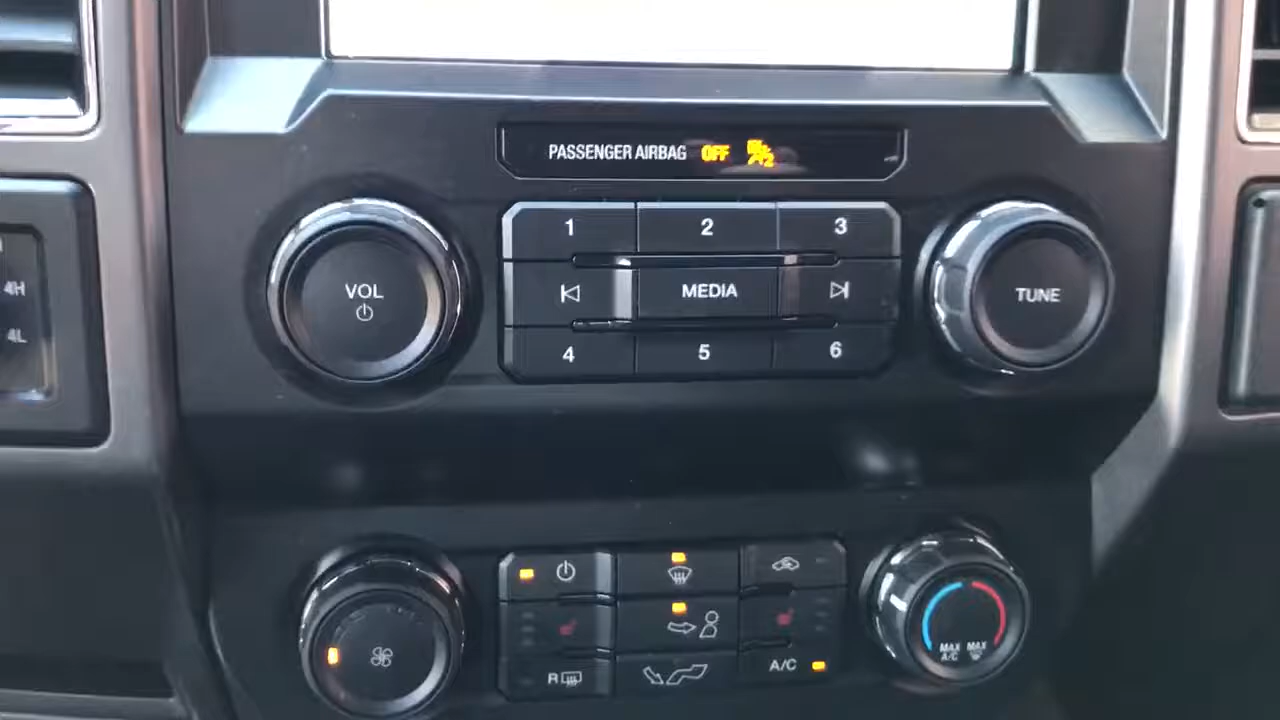 PASSENGER AIRBAG OFF
1 2 3
4H
VOL
MEDIA
TUNE
4L
4 5 6
R
A/C
MAX A/C
MAX